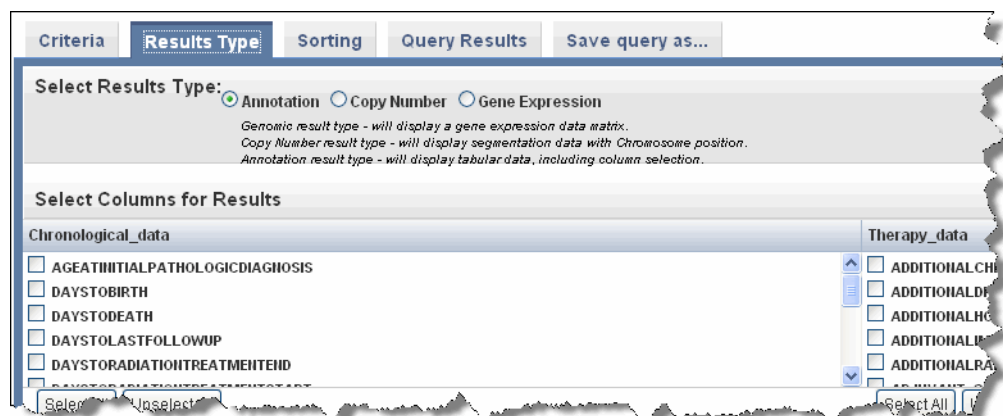 Criteria Results Type Sorting Query Results Save query as...
Select Results Type: Annotation Copy Number Gene Expression
Genomic result type - will display a gene expression data matrix.
Copy Number result type - will display segmentation data with Chromosome position.
Annotation result type - will display tabular data, including column selection.
Select Columns for Results
Chronological_data Therapy_data
AGEATINITIALPATHOLOGICDIAGNOSIS
DAYSTOBIRTH
DAYSTODEATH
DAYSTOLASTFOLLOWUP
DAYSTORADIATIONTREATMENTEND
Select All